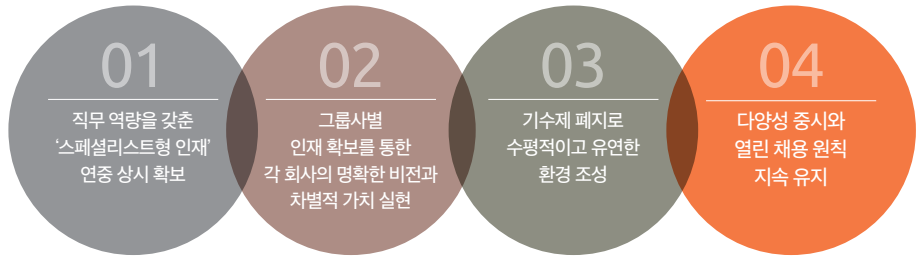 01
직무 역량을 갖춘
‘스페셜리스트형 인재’
연중 상시 확보
02
그룹사별
인재 확보를 통한
각 회사의 명확한 비전과
차별적 가치 실현
03
기수제 폐지로
수평적이고 유연한
환경 조성
04
다양성 중시와
열린 채용 원칙
지속 유지